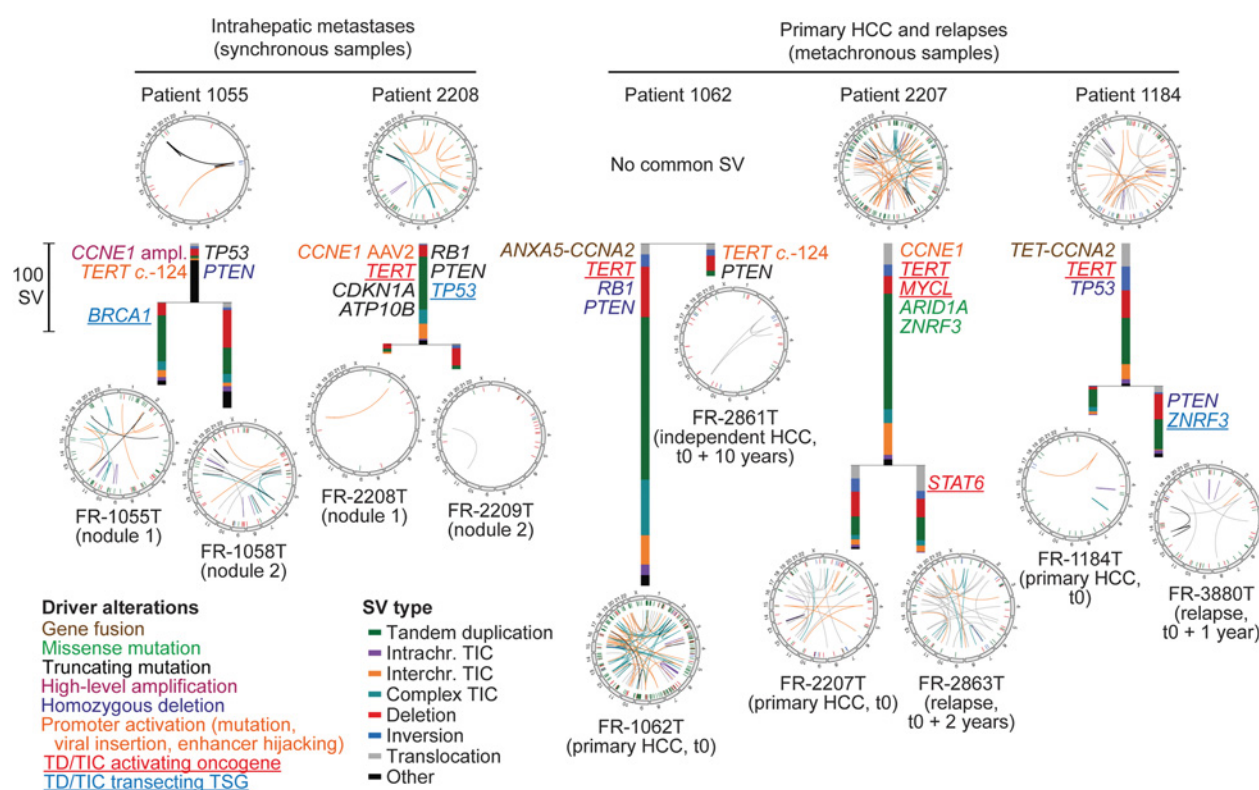 Intrahepatic metastases
(synchronous samples)
Primary HCC and relapses
(metachronous samples)
Patient 1055
Patient 2208
Patient 1062
Patient 2207
Patient 1184
No common SV
100
SV
CCNE1 ampl.
TERT c.-124
TP53
PTEN
BRCA1
CCNE1 AAV2
TERT
CDKN1A
ATP10B
RB1
PTEN
TP53
ANXA5-CCNA2
TERT
RB1
PTEN
TERT c.-124
PTEN
CCNE1
TERT
MYCL
ARID1A
ZNRF3
STAT6
TET-CCNA2
TERT
TP53
PTEN
ZNRF3
FR-1055T
(nodule 1)
FR-1058T
(nodule 2)
FR-2208T
(nodule 1)
FR-2209T
(nodule 2)
FR-2861T
(independent HCC,
t0 + 10 years)
FR-1062T
(primary HCC, t0)
FR-2207T
(primary HCC, t0)
FR-2863T
(relapse,
t0 + 2 years)
FR-1184T
(primary HCC,
t0)
FR-3880T
(relapse,
t0 + 1 year)
Driver alterations
Gene fusion
Missense mutation
Truncating mutation
High-level amplification
Homozygous deletion
Promoter activation (mutation,
viral insertion, enhancer hijacking)
TD/TIC activating oncogene
TD/TIC transecting TSG
SV type
Tandem duplication
Intrachr. TIC
Interchr. TIC
Complex TIC
Deletion
Inversion
Translocation
Other